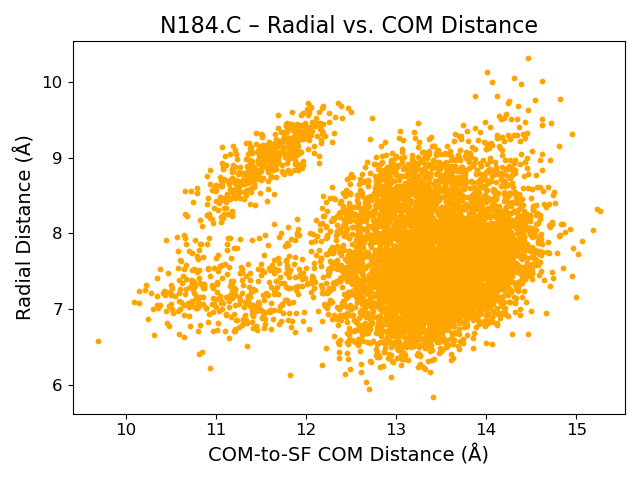 N184.C – Radial vs. COM Distance
10
9
8
7
6
Radial Distance (Å)
10 11 12 13 14 15
COM-to-SF COM Distance (Å)